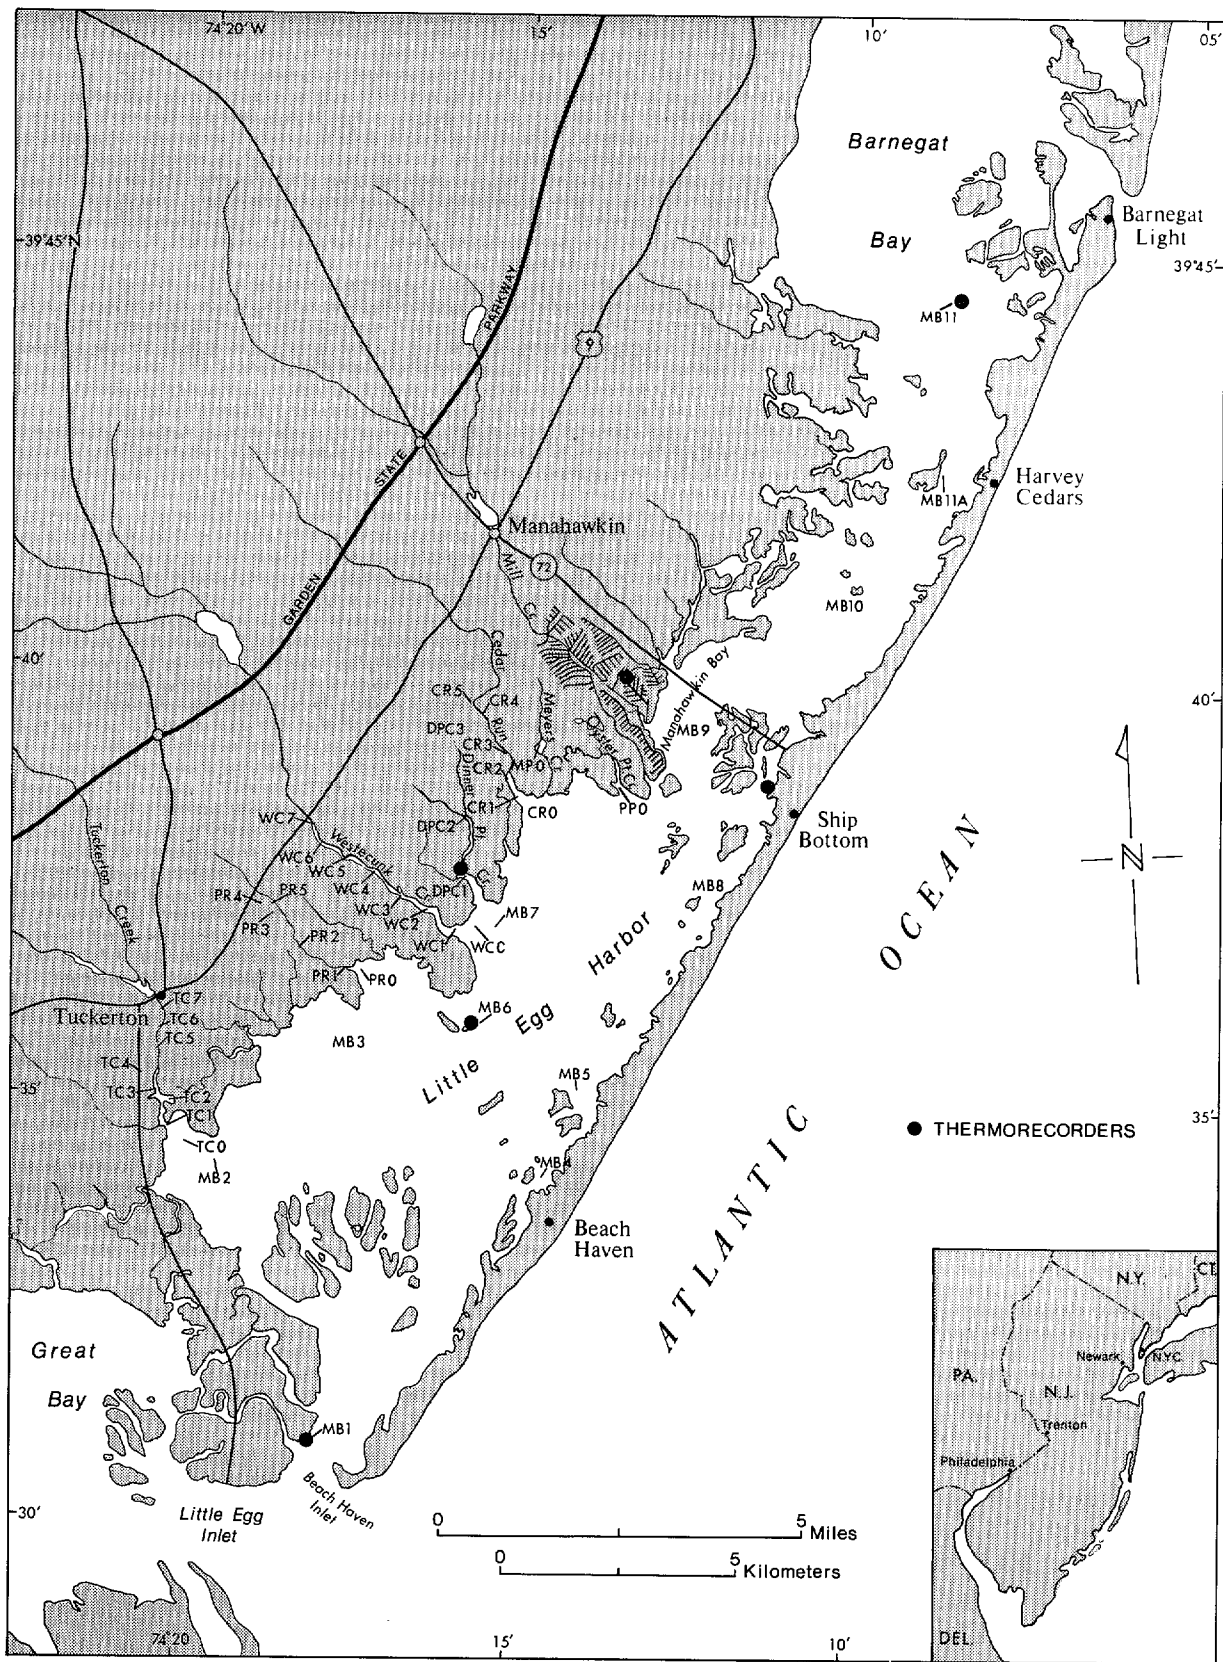 74°20'W
15'
10'
05'
Barnegat
Bay
Barnegat
Light
39°45'N
39°45'
PARKWAY
MB11
9
STATE
Harvey
Cedars
MB11A
Manahawkin
72
Mill
Cr.
GARDEN
MB10
40'
Cedar
Run
Manahawkin Bay
CR5
CR4
Meyers
Cr.
40'
DPC3
CR3
Oyster
Pt.Cr.
MB9
Dinner
Pt.
Cr.
CR2
MP0
CR1
CR0
PP0
Ship
Bottom
WC7
DPC2
Tuckerton
Creek
Westecunk
Cr.
WC6
WC5
WC4
DPC1
MB8
PR4
PR5
WC3
WC2
MB7
PR3
PR2
WC1
WCC
PR1
PR0
N
OCEAN
Harbor
TC7
Tuckerton
TC6
TC5
MB6
Egg
MB3
TC4
Little
MB5
35'
TC3
TC2
TC1
35'
THERMORECORDERS
TC0
MB2
MB4
ATLANTIC
Beach
Haven
N.Y.
CT.
Great
Bay
Newark
N.Y.C.
PA.
N.J.
Trenton
MB1
Philadelphia
Beach Haven
Inlet
30'
Little Egg
Inlet
0
5
Miles
0
5
Kilometers
74°20
15'
10'
DEL.